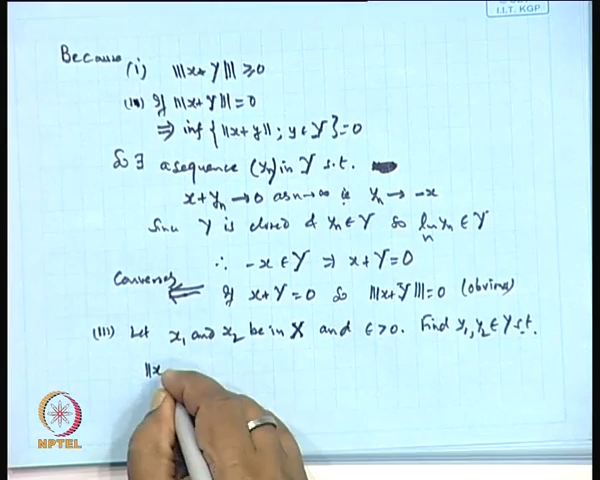 I.I.T. KGP
Because
(i) |||x+Y||| ≥ 0
(ii) If |||x+Y||| = 0
⇒ inf { ||x+y|| ; y ∈ Y } = 0
So ∃ a sequence (yn) in Y s.t.
x + yn → 0 as n → ∞ ie yn → -x
Since Y is closed & yn ∈ Y so lim yn ∈ Y
n
∴ -x ∈ Y ⇒ x + Y = 0
Conversely ⇐ If x + Y = 0 So |||x+Y||| = 0 (obvious)
(III) Let x1 and x2 be in X and ε > 0. Find y1, y2 ∈ Y s.t.
||x
NPTEL